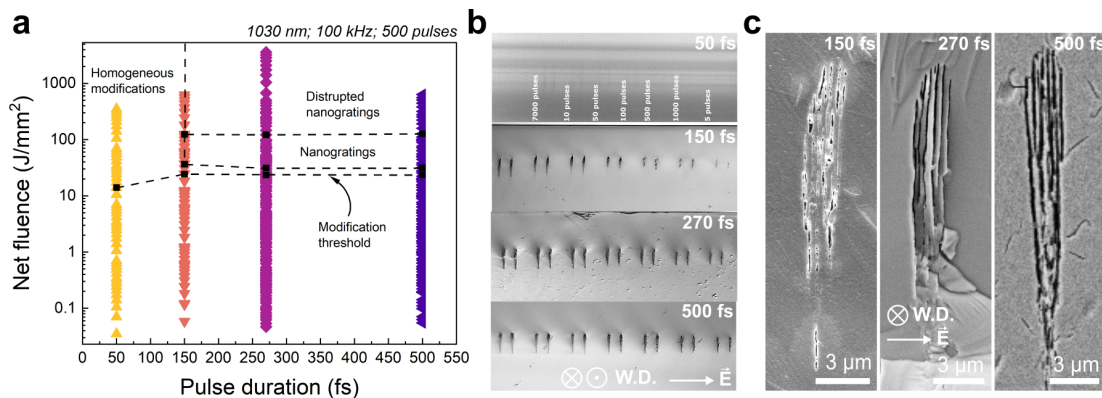 a
1030 nm; 100 kHz; 500 pulses
Net fluence (J/mm²)
1000
100
10
1
0.1
Homogeneous
modifications
Distrupted
nanogratings
Nanogratings
Modification
threshold
0 50 100 150 200 250 300 350 400 450 500 550
Pulse duration (fs)
b
50 fs
7000 pulses
10 pulses
50 pulses
100 pulses
500 pulses
1000 pulses
5 pulses
150 fs
270 fs
500 fs
W.D.
E
c
150 fs
270 fs
500 fs
W.D.
E
3 µm
3 µm
3 µm